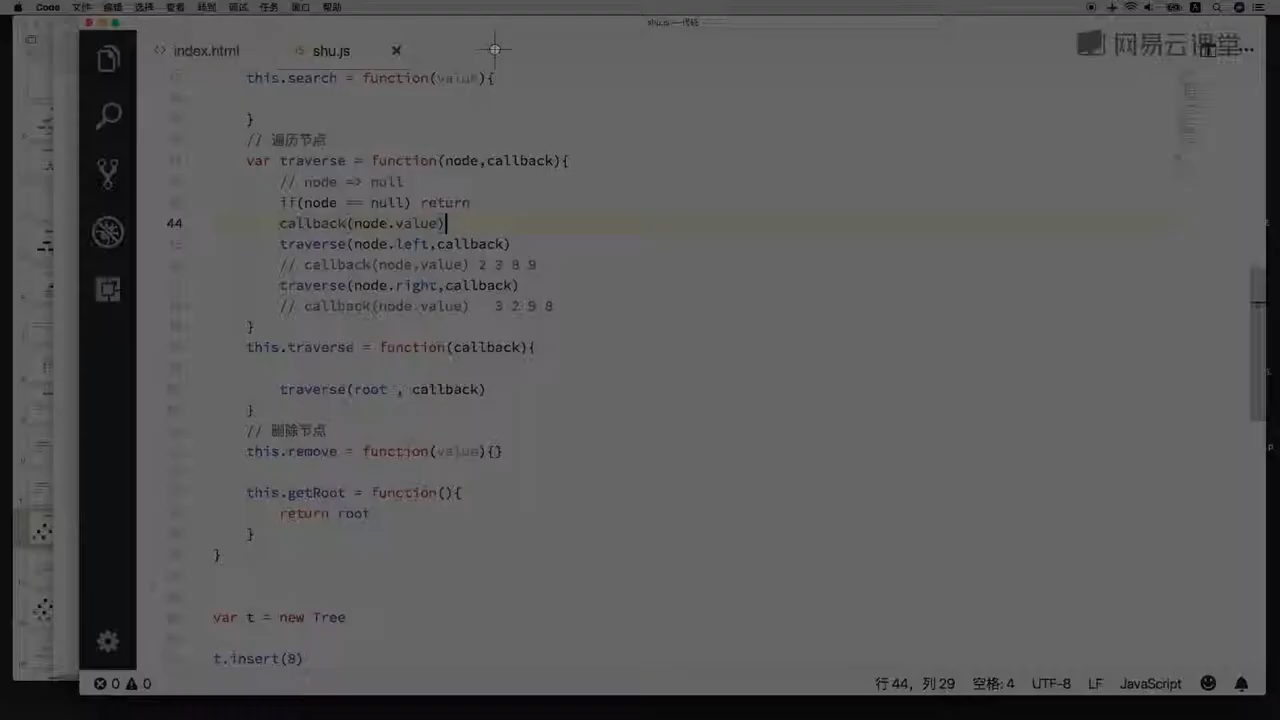 Code 文件 编辑 选择 查看 转到 调试 任务 窗口 帮助
shu.js — 代码
index.html
shu.js
网易云课堂
this.search = function(value){
}
// 遍历节点
var traverse = function(node,callback){
// node => null
if(node == null) return
44
callback(node.value)
traverse(node.left,callback)
// callback(node.value) 2 3 8 9
traverse(node.right,callback)
// callback(node.value) 3 2 9 8
}
this.traverse = function(callback){
traverse(root , callback)
}
// 删除节点
this.remove = function(value){}
this.getRoot = function(){
return root
}
}
var t = new Tree
t.insert(8)
0 0
行 44，列 29 空格: 4 UTF-8 LF JavaScript